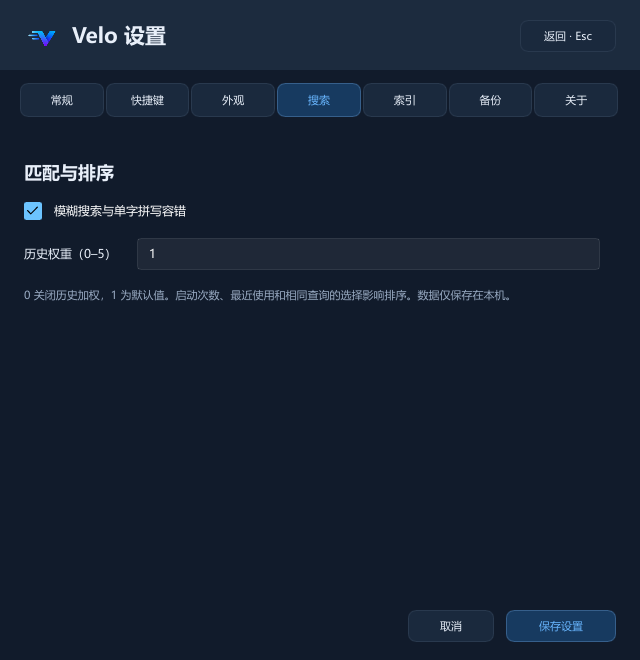 Velo 设置
返回 · Esc
常规
快捷键
外观
搜索
索引
备份
关于
匹配与排序
模糊搜索与单字拼写容错
历史权重（0–5）
1
0 关闭历史加权，1 为默认值。启动次数、最近使用和相同查询的选择影响排序。数据仅保存在本机。
取消
保存设置